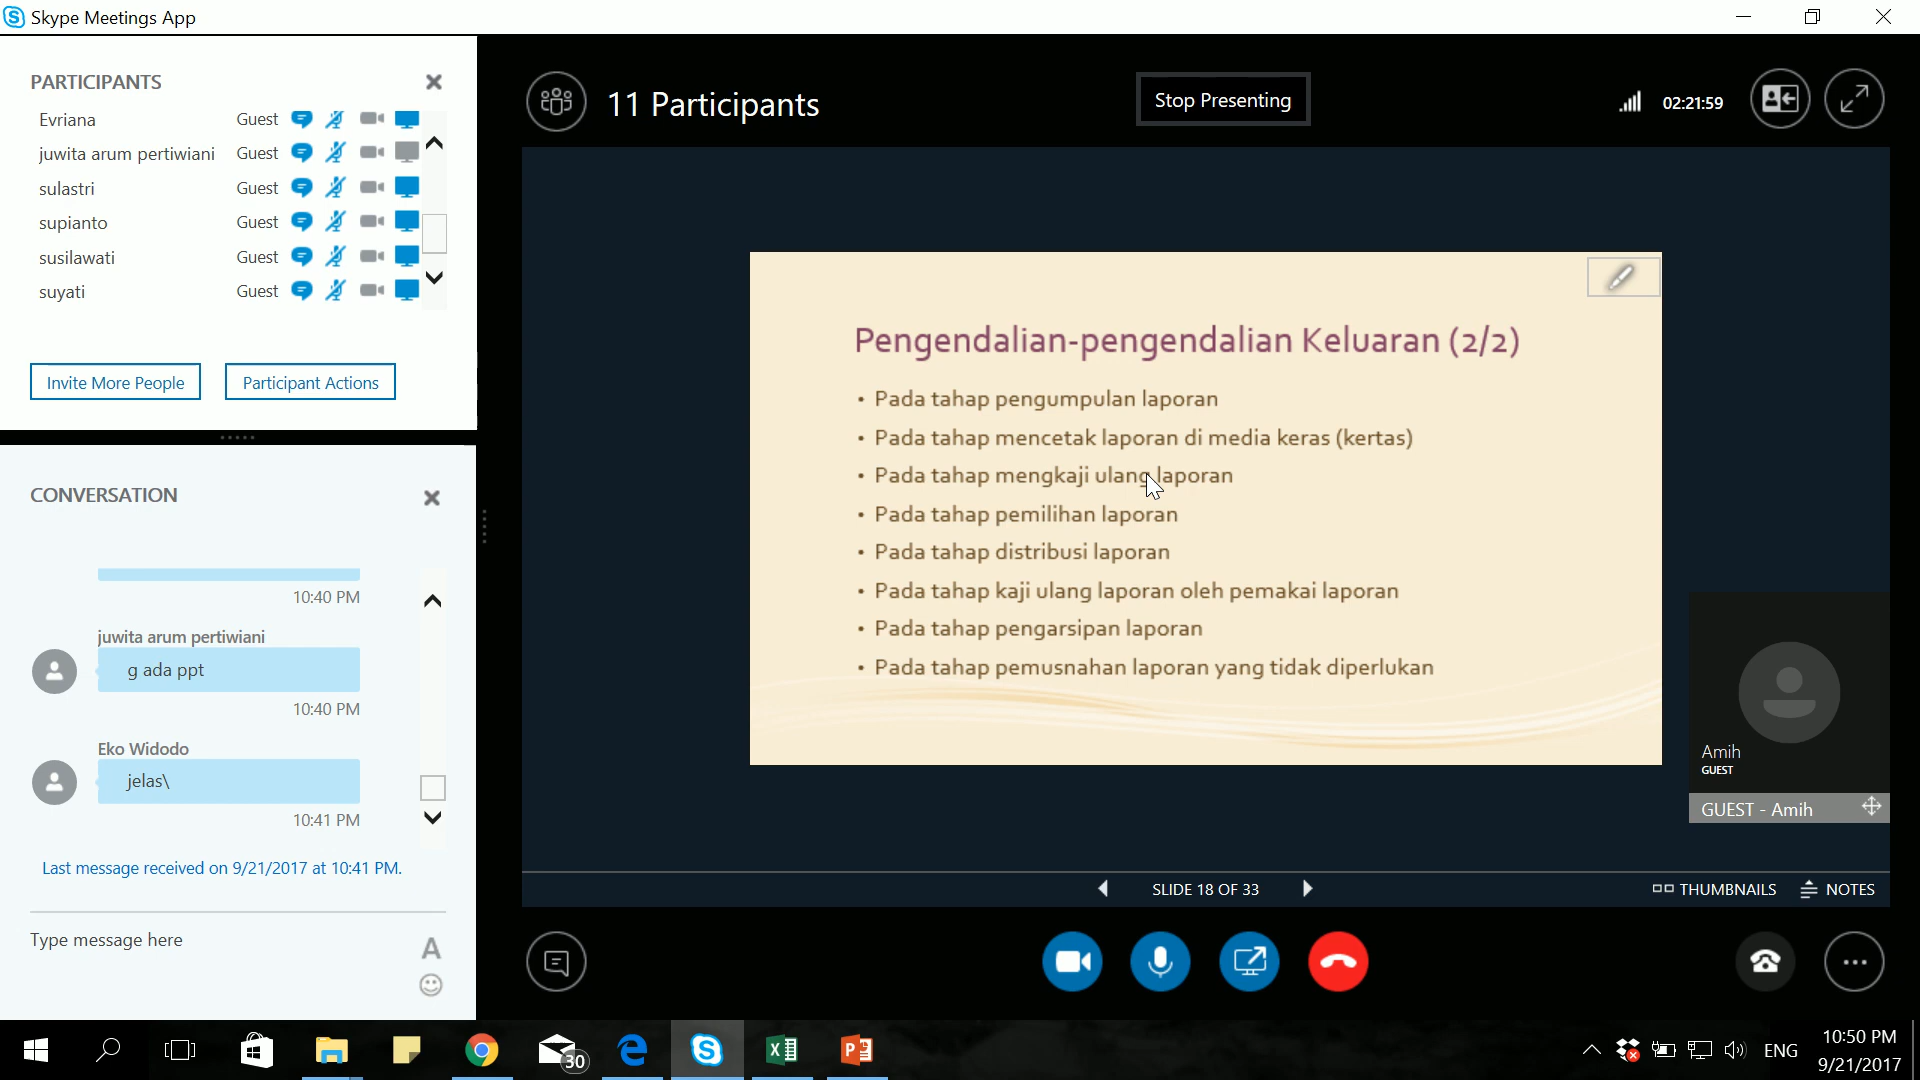 Skype Meetings App
PARTICIPANTS
Evriana Guest
juwita arum pertiwiani Guest
sulastri Guest
supianto Guest
susilawati Guest
suyati Guest
Invite More People Participant Actions
CONVERSATION
10:40 PM
juwita arum pertiwiani
g ada ppt
10:40 PM
Eko Widodo
jelas\
10:41 PM
Last message received on 9/21/2017 at 10:41 PM.
Type message here
A
11 Participants
Stop Presenting
02:21:59
Pengendalian-pengendalian Keluaran (2/2)
• Pada tahap pengumpulan laporan
• Pada tahap mencetak laporan di media keras (kertas)
• Pada tahap mengkaji ulang laporan
• Pada tahap pemilihan laporan
• Pada tahap distribusi laporan
• Pada tahap kaji ulang laporan oleh pemakai laporan
• Pada tahap pengarsipan laporan
• Pada tahap pemusnahan laporan yang tidak diperlukan
Amih
GUEST
GUEST - Amih
SLIDE 18 OF 33
THUMBNAILS NOTES
30
ENG
10:50 PM
9/21/2017